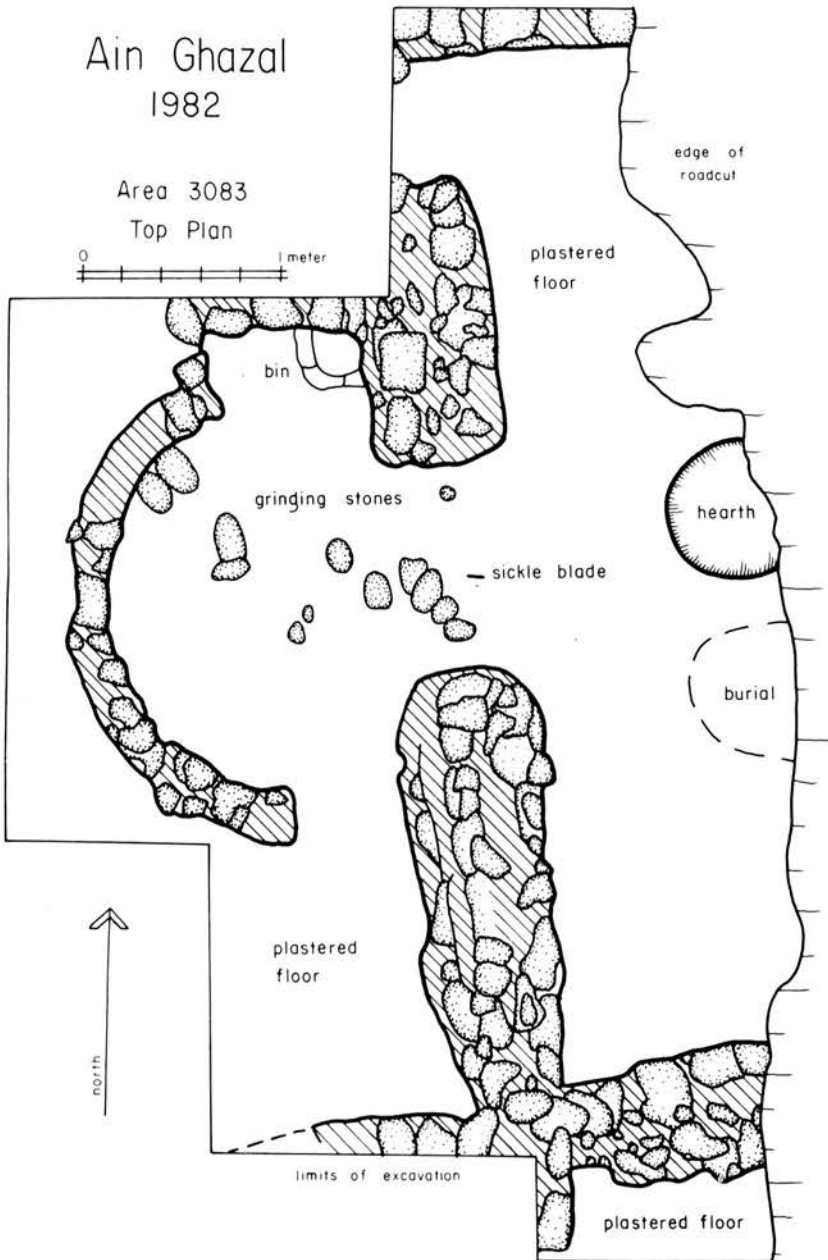 Ain Ghazal
1982
Area 3083
Top Plan
0 1 meter
edge of
roadcut
plastered
floor
bin
grinding stones
hearth
sickle blade
burial
plastered
floor
north
limits of excavation
plastered floor